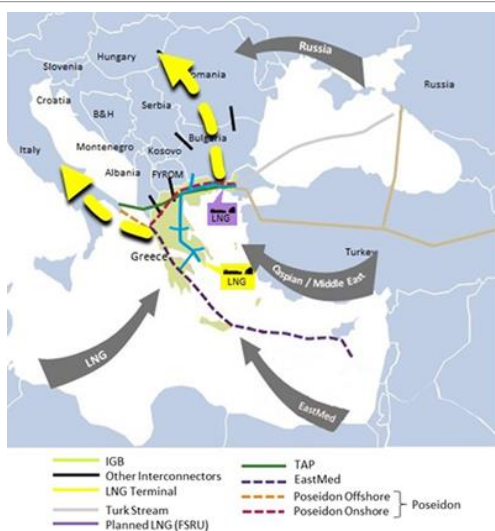 Russia
Hungary
Slovenia
Romania
Russia
Croatia
B&H
Serbia
Italy
Montenegro
Kosovo
Bulgaria
Albania
FYROM
LNG
Greece
LNG
Turkey
Caspian / Middle East
LNG
EastMed
IGB
Other Interconnectors
LNG Terminal
Turk Stream
Planned LNG (FSRU)
TAP
EastMed
Poseidon Offshore
Poseidon Onshore
Poseidon